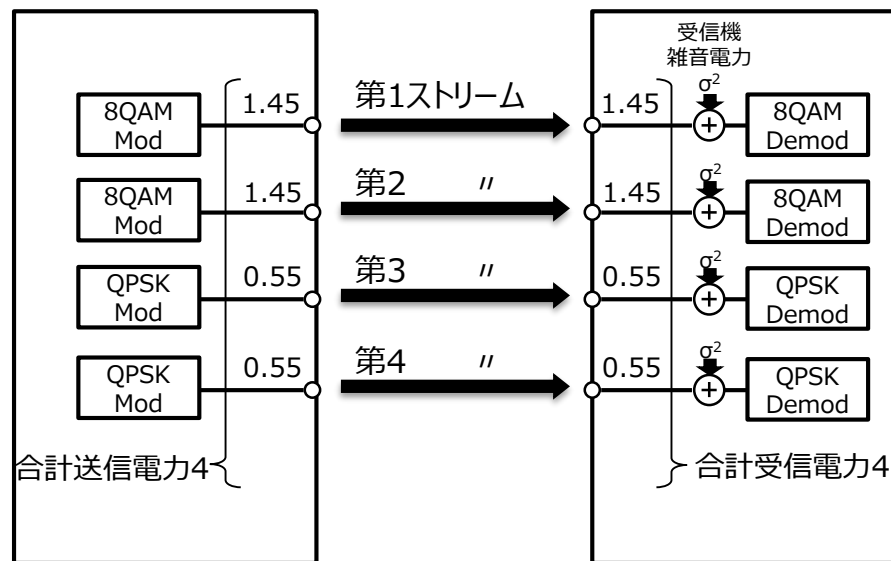 受信機
雑音電力
8QAM
Mod
1.45
第1ストリーム
1.45
σ2
+
8QAM
Demod
8QAM
Mod
1.45
第2 〃
1.45
σ2
+
8QAM
Demod
QPSK
Mod
0.55
第3 〃
0.55
σ2
+
QPSK
Demod
QPSK
Mod
0.55
第4 〃
0.55
σ2
+
QPSK
Demod
合計送信電力4
合計受信電力4